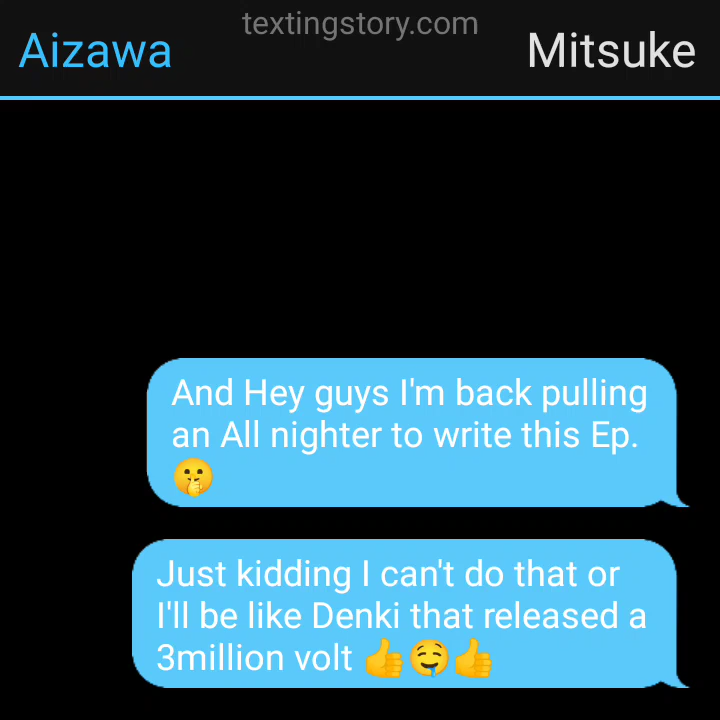 textingstory.com
Aizawa
Mitsuke
And Hey guys I'm back pulling
an All nighter to write this Ep.
🤫
Just kidding I can't do that or
I'll be like Denki that released a
3million volt 👍🤤👍